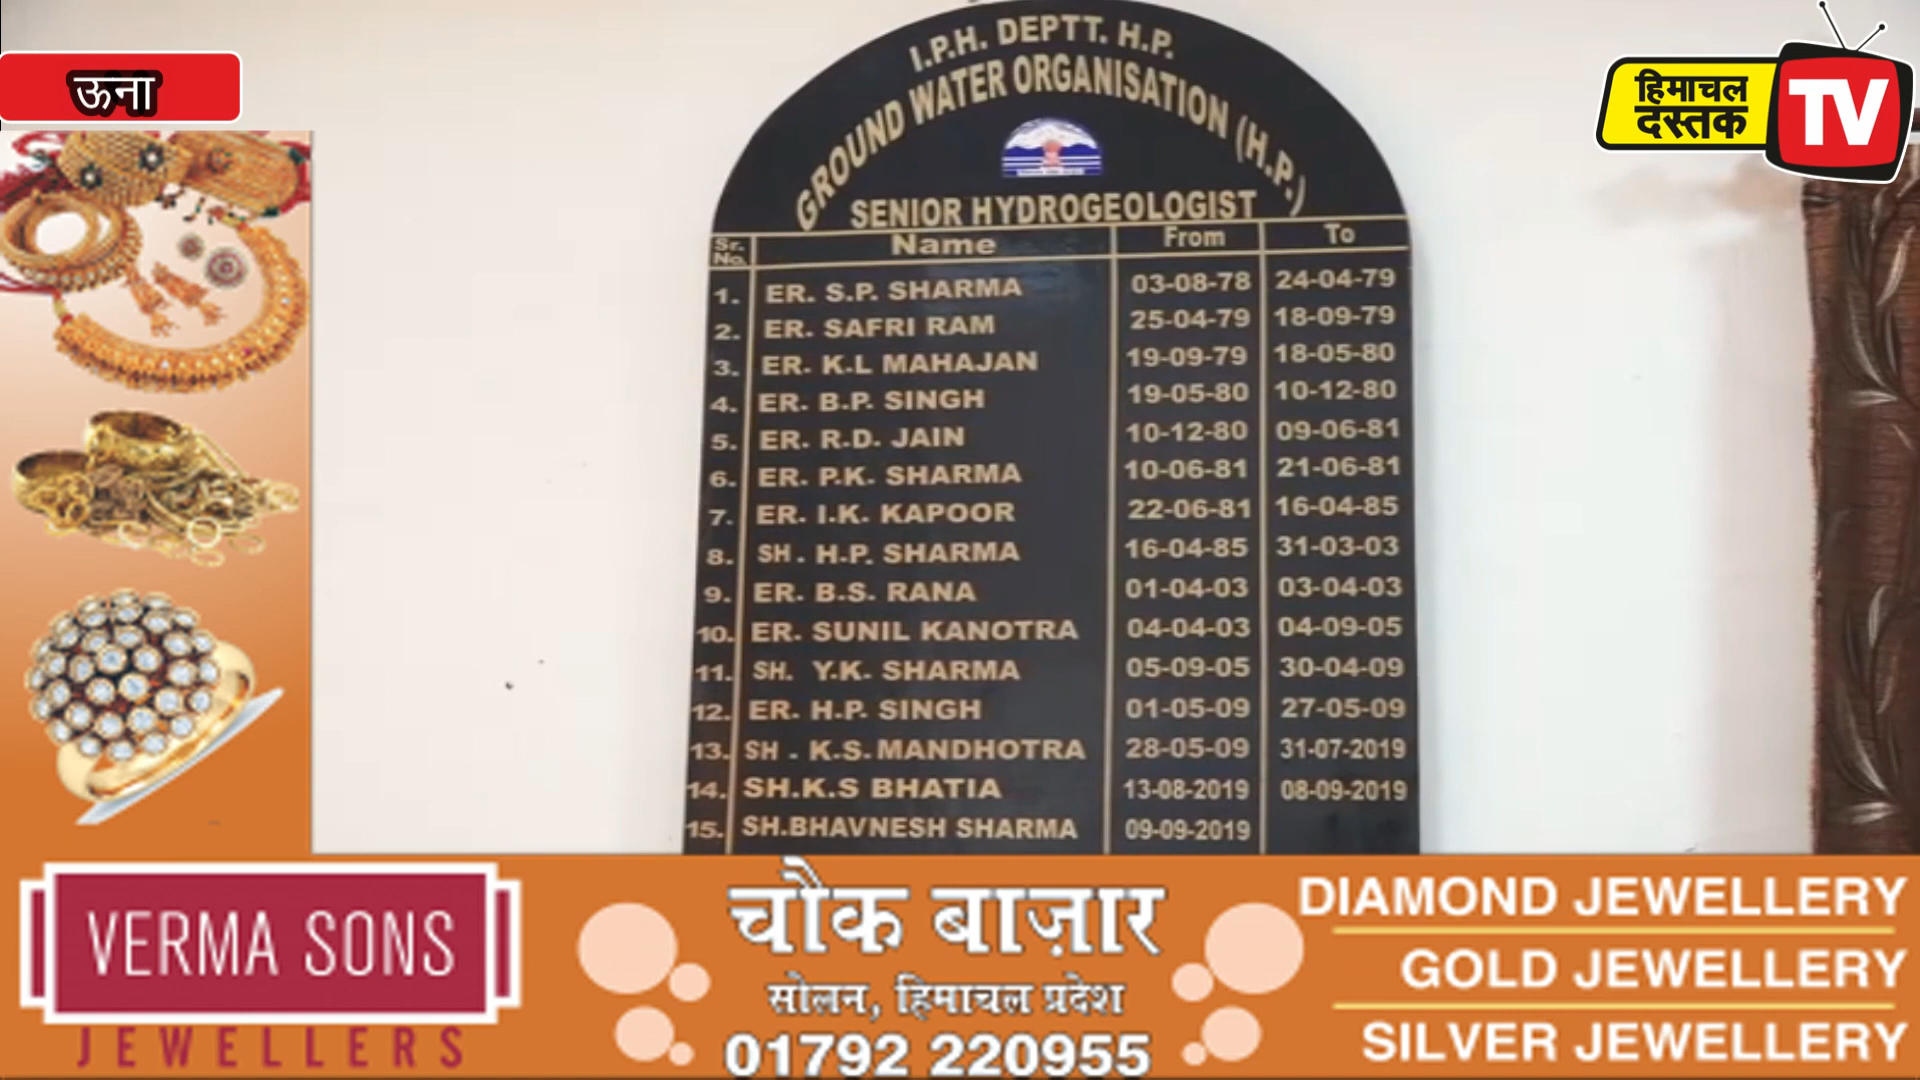 ऊना
हिमाचल
दस्तक
TV
I.P.H. DEPTT. H.P.
GROUND WATER ORGANISATION (H.P.)
SENIOR HYDROGEOLOGIST
Sr. No. Name From To
1. ER. S.P. SHARMA 03-08-78 24-04-79
2. ER. SAFRI RAM 25-04-79 18-09-79
3. ER. K.L MAHAJAN 19-09-79 18-05-80
4. ER. B.P. SINGH 19-05-80 10-12-80
5. ER. R.D. JAIN 10-12-80 09-06-81
6. ER. P.K. SHARMA 10-06-81 21-06-81
7. ER. I.K. KAPOOR 22-06-81 16-04-85
8. SH. H.P. SHARMA 16-04-85 31-03-03
9. ER. B.S. RANA 01-04-03 03-04-03
10. ER. SUNIL KANOTRA 04-04-03 04-09-05
11. SH. Y.K. SHARMA 05-09-05 30-04-09
12. ER. H.P. SINGH 01-05-09 27-05-09
13. SH . K.S. MANDHOTRA 28-05-09 31-07-2019
14. SH.K.S BHATIA 13-08-2019 08-09-2019
15. SH.BHAVNESH SHARMA 09-09-2019
VERMA SONS
JEWELLERS
चौक बाज़ार
सोलन, हिमाचल प्रदेश
01792 220955
DIAMOND JEWELLERY
GOLD JEWELLERY
SILVER JEWELLERY